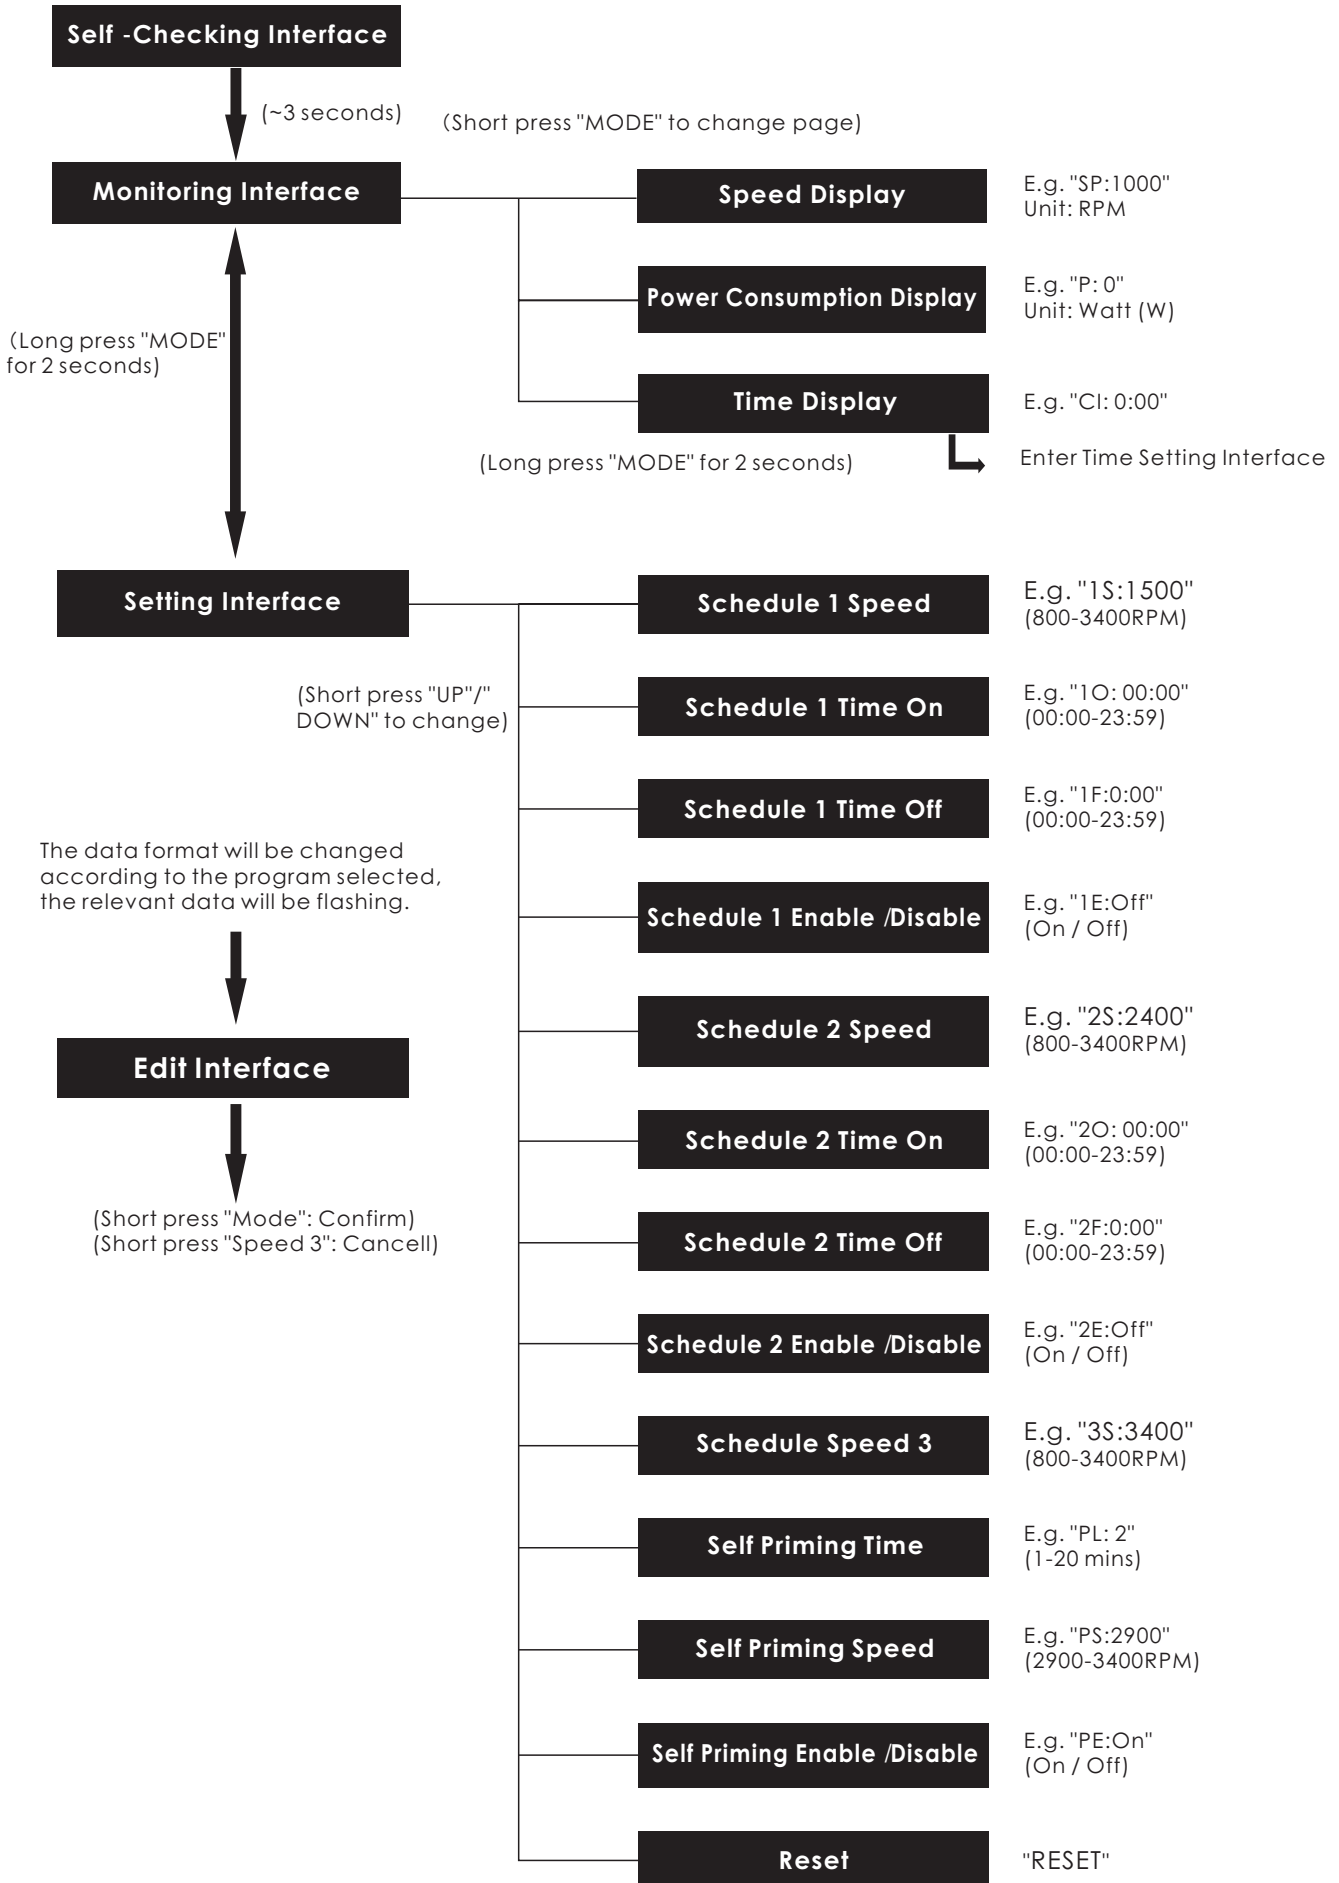 Self -Checking Interface
(~3 seconds)
(Short press "MODE" to change page)
Monitoring Interface
Speed Display
E.g. "SP:1000"
Unit: RPM
Power Consumption Display
E.g. "P: 0"
Unit: Watt (W)
(Long press "MODE"
for 2 seconds)
Time Display
E.g. "CI: 0:00"
(Long press "MODE" for 2 seconds)
Enter Time Setting Interface
Setting Interface
Schedule 1 Speed
E.g. "1S:1500"
(800-3400RPM)
(Short press "UP"/"
DOWN" to change)
Schedule 1 Time On
E.g. "1O: 00:00"
(00:00-23:59)
Schedule 1 Time Off
E.g. "1F:0:00"
(00:00-23:59)
The data format will be changed
according to the program selected,
the relevant data will be flashing.
Schedule 1 Enable /Disable
E.g. "1E:Off"
(On / Off)
Schedule 2 Speed
E.g. "2S:2400"
(800-3400RPM)
Edit Interface
Schedule 2 Time On
E.g. "2O: 00:00"
(00:00-23:59)
(Short press "Mode": Confirm)
(Short press "Speed 3": Cancell)
Schedule 2 Time Off
E.g. "2F:0:00"
(00:00-23:59)
Schedule 2 Enable /Disable
E.g. "2E:Off"
(On / Off)
Schedule Speed 3
E.g. "3S:3400"
(800-3400RPM)
Self Priming Time
E.g. "PL: 2"
(1-20 mins)
Self Priming Speed
E.g. "PS:2900"
(2900-3400RPM)
Self Priming Enable /Disable
E.g. "PE:On"
(On / Off)
Reset
"RESET"